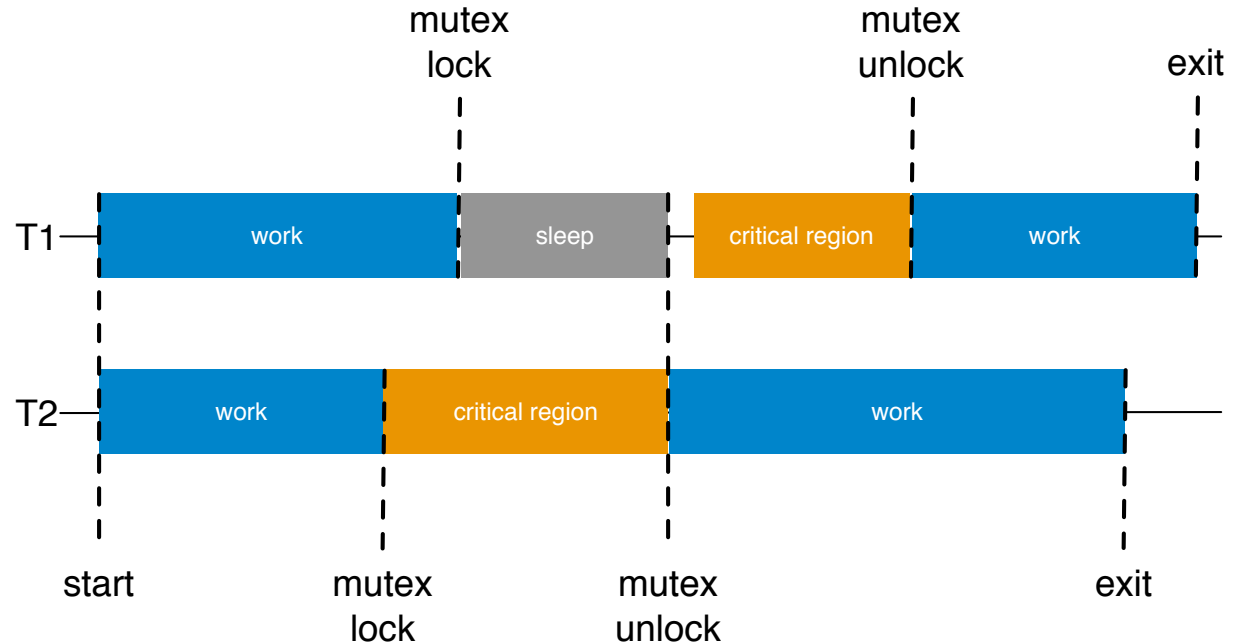 mutex
lock
mutex
unlock
exit
T1
work
sleep
critical region
work
T2
work
critical region
work
start
mutex
lock
mutex
unlock
exit